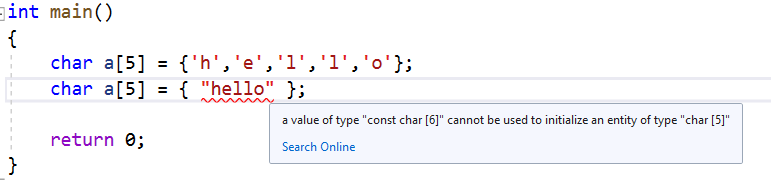 int main()
{
char a[5] = {'h','e','l','l','o'};
char a[5] = { "hello" };
a value of type "const char [6]" cannot be used to initialize an entity of type "char [5]"
Search Online
return 0;
}